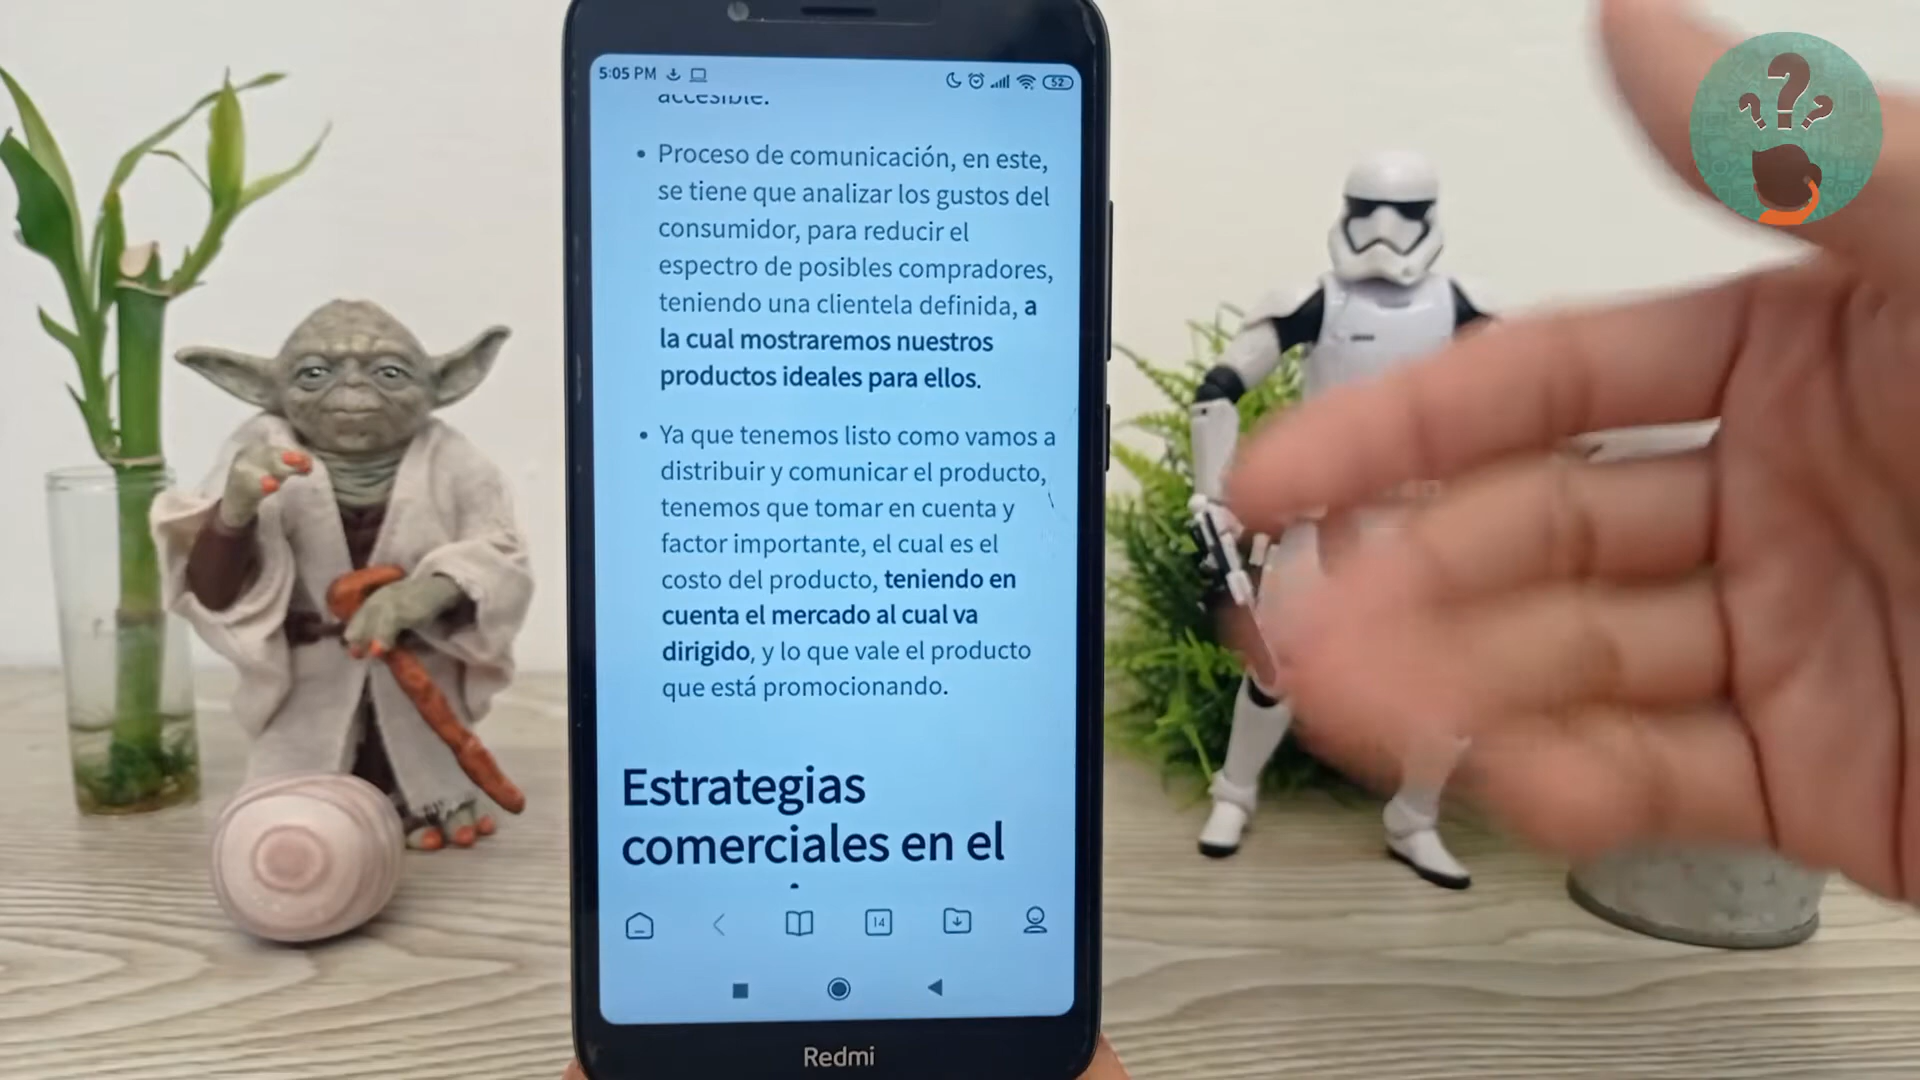 5:05 PM
52
accesible.
• Proceso de comunicación, en este,
se tiene que analizar los gustos del
consumidor, para reducir el
espectro de posibles compradores,
teniendo una clientela definida, a
la cual mostraremos nuestros
productos ideales para ellos.
• Ya que tenemos listo como vamos a
distribuir y comunicar el producto,
tenemos que tomar en cuenta y
factor importante, el cual es el
costo del producto, teniendo en
cuenta el mercado al cual va
dirigido, y lo que vale el producto
que está promocionando.
Estrategias
comerciales en el
14
Redmi
???